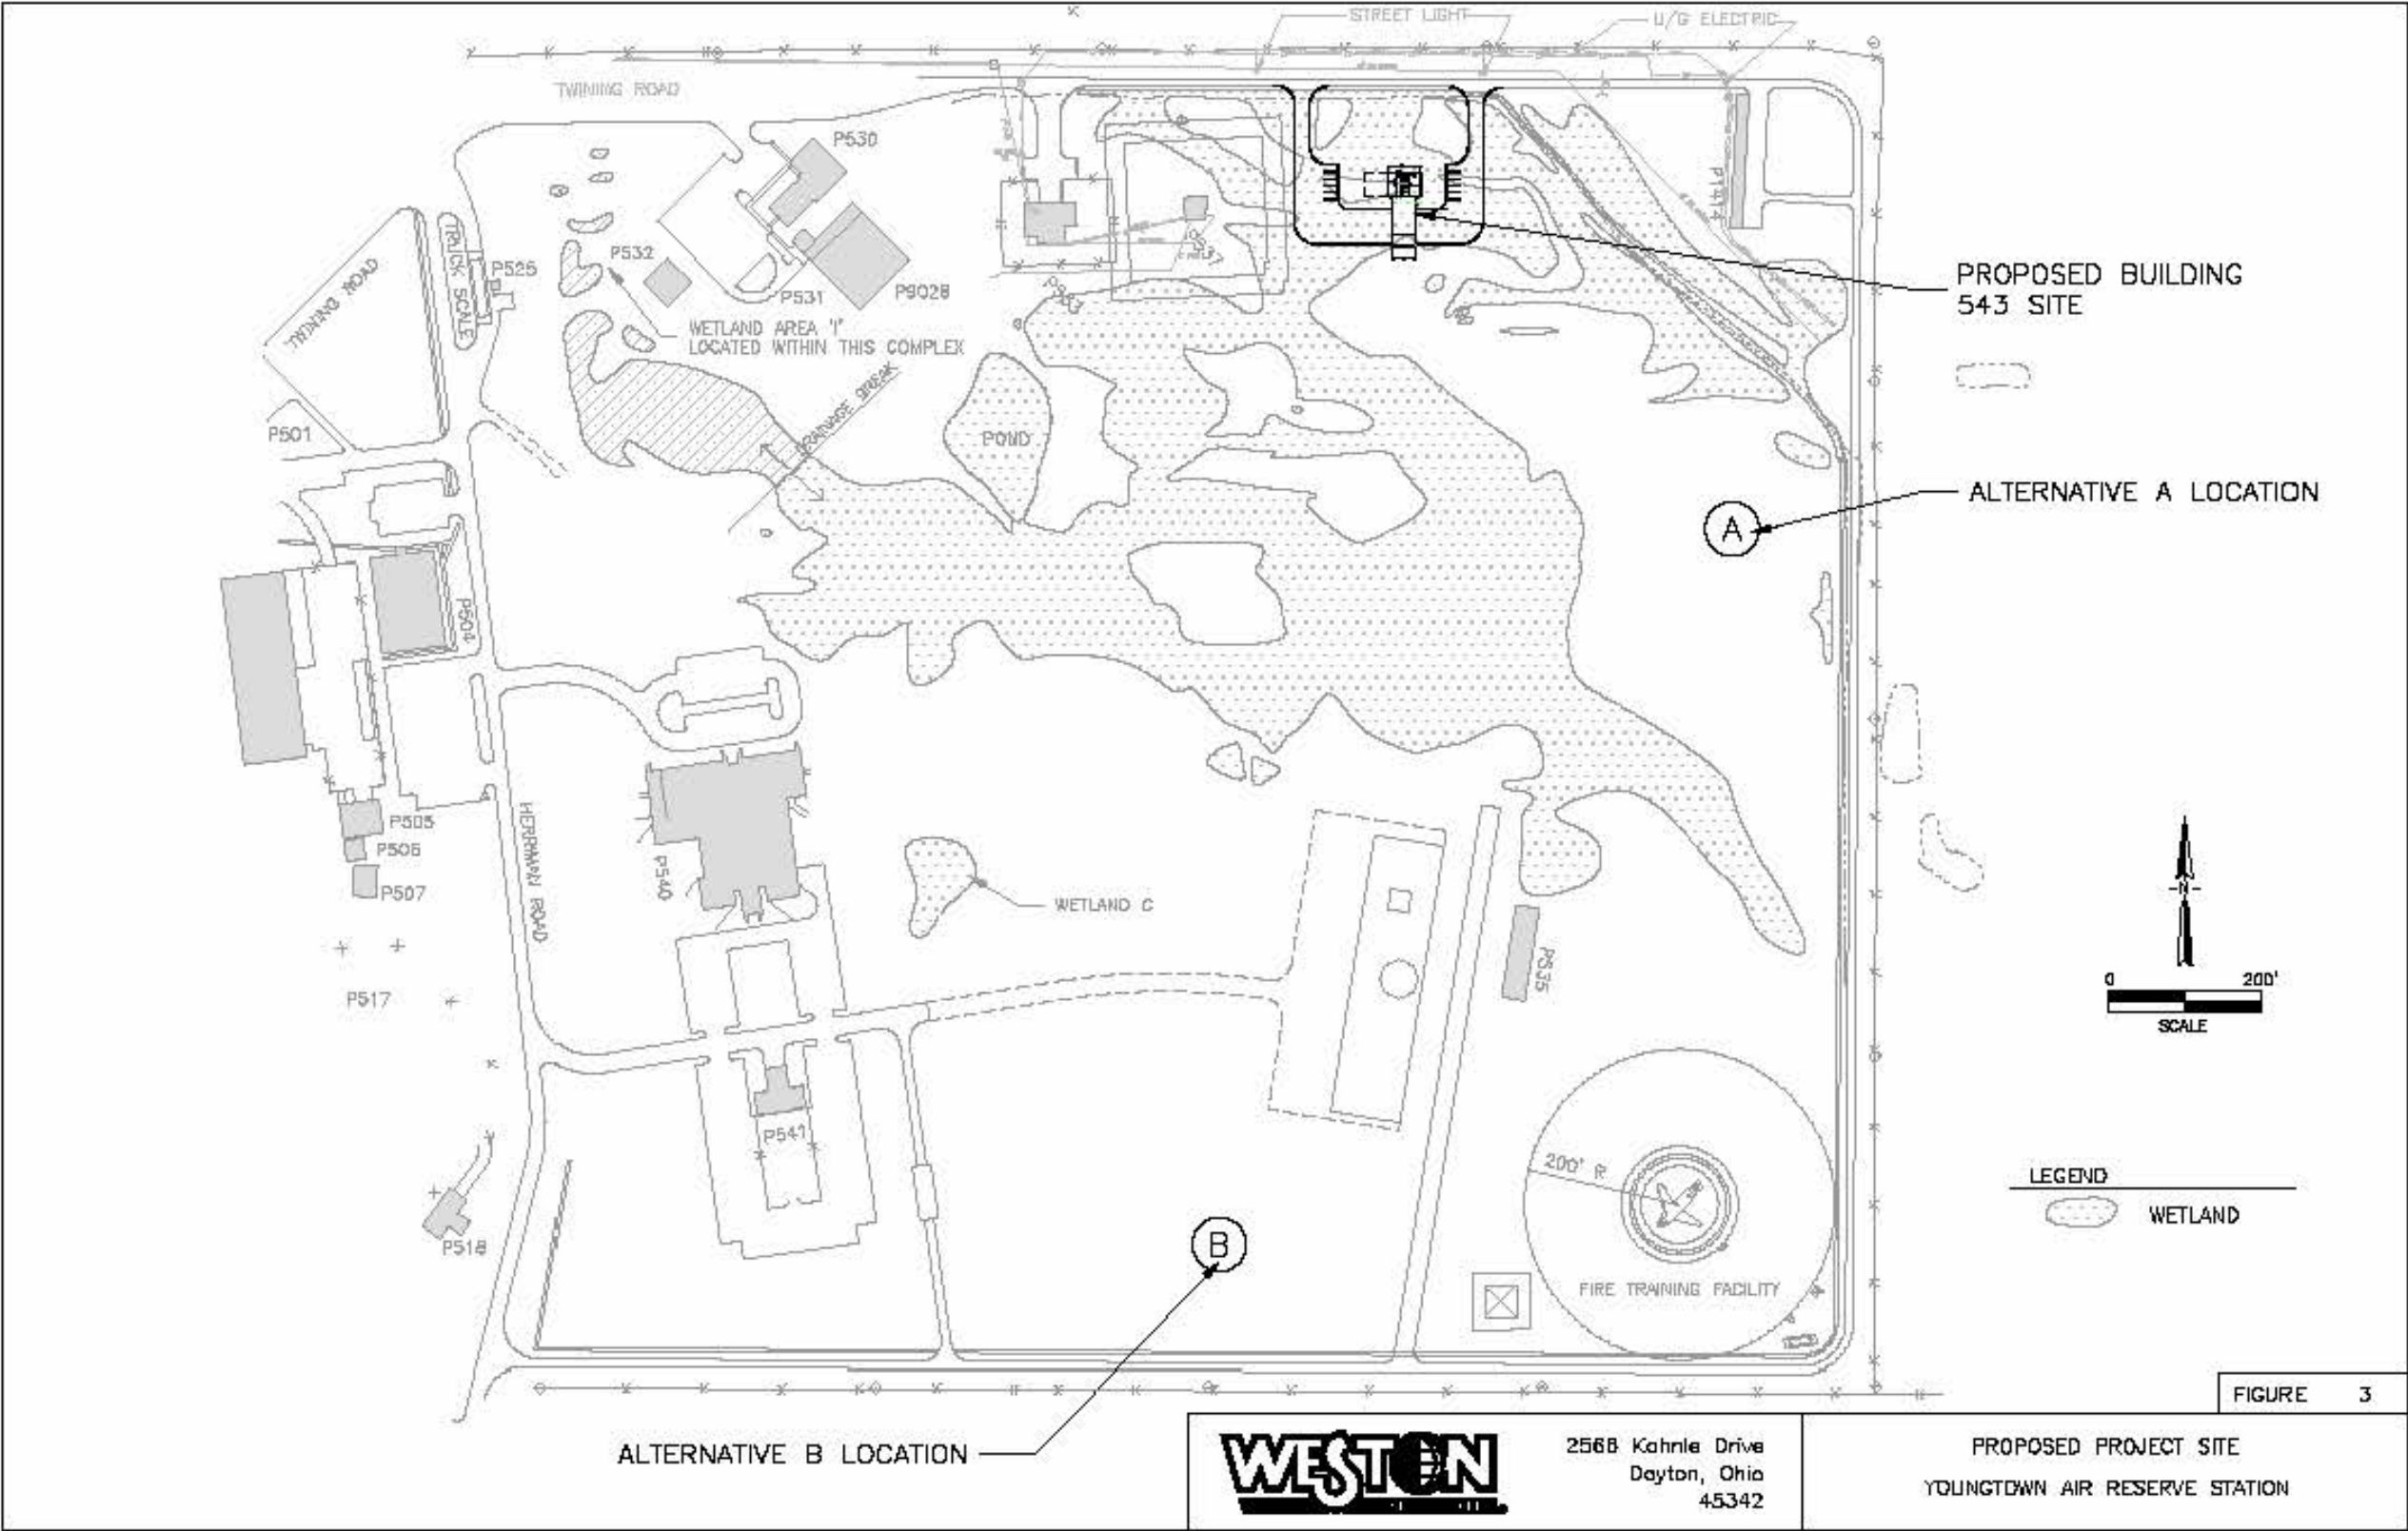 STREET LIGHT
U/G ELECTRIC
TWINING ROAD
P530
P1414
TWINING ROAD
TRUCK SCALE
P525
P532
P531
P9028
PROPOSED BUILDING
543 SITE
WETLAND AREA "I"
LOCATED WITHIN THIS COMPLEX
DRAINAGE BREAK
P501
POND
ALTERNATIVE A LOCATION
A
P504
P505
P506
P507
HERRMAN ROAD
P540
WETLAND C
P535
P517
N
0 200'
SCALE
P541
200' R
LEGEND
WETLAND
P518
B
FIRE TRAINING FACILITY
ALTERNATIVE B LOCATION
FIGURE 3
WESTON
2566 Kohnle Drive
Dayton, Ohio
45342
PROPOSED PROJECT SITE
YOUNGTOWN AIR RESERVE STATION